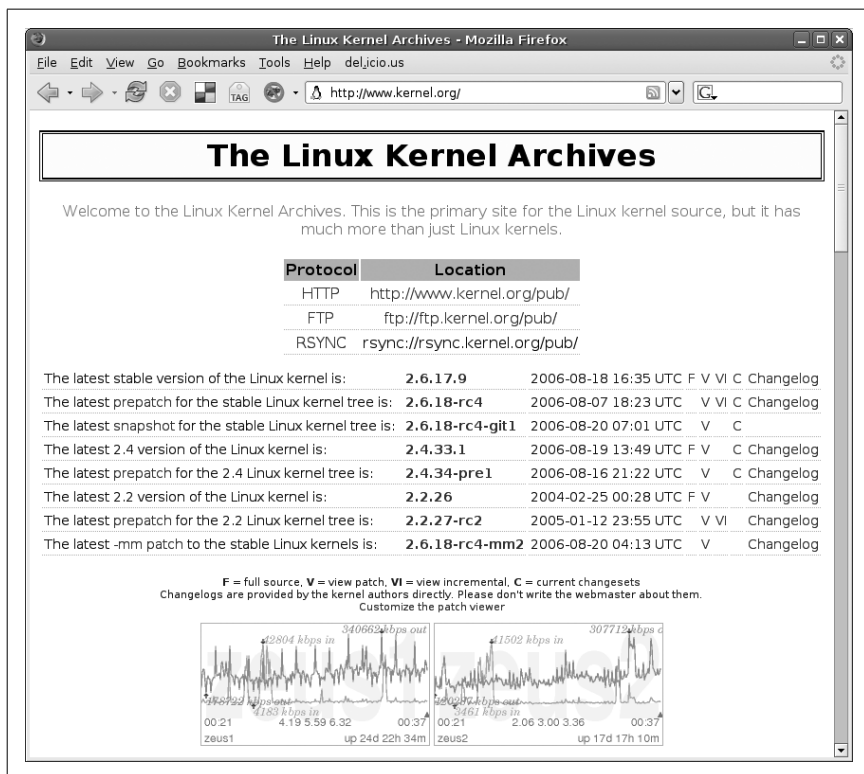 The Linux Kernel Archives - Mozilla Firefox
File Edit View Go Bookmarks Tools Help del.icio.us
TAG http://www.kernel.org/ G
The Linux Kernel Archives
Welcome to the Linux Kernel Archives. This is the primary site for the Linux kernel source, but it has
much more than just Linux kernels.
Protocol Location
HTTP http://www.kernel.org/pub/
FTP ftp://ftp.kernel.org/pub/
RSYNC rsync://rsync.kernel.org/pub/
The latest stable version of the Linux kernel is: 2.6.17.9 2006-08-18 16:35 UTC F V VI C Changelog
The latest prepatch for the stable Linux kernel tree is: 2.6.18-rc4 2006-08-07 18:23 UTC V VI C Changelog
The latest snapshot for the stable Linux kernel tree is: 2.6.18-rc4-git1 2006-08-20 07:01 UTC V C
The latest 2.4 version of the Linux kernel is: 2.4.33.1 2006-08-19 13:49 UTC F V C Changelog
The latest prepatch for the 2.4 Linux kernel tree is: 2.4.34-pre1 2006-08-16 21:22 UTC V C Changelog
The latest 2.2 version of the Linux kernel is: 2.2.26 2004-02-25 00:28 UTC F V Changelog
The latest prepatch for the 2.2 Linux kernel tree is: 2.2.27-rc2 2005-01-12 23:55 UTC V VI Changelog
The latest -mm patch to the stable Linux kernels is: 2.6.18-rc4-mm2 2006-08-20 04:13 UTC V Changelog
F = full source, V = view patch, VI = view incremental, C = current changesets
Changelogs are provided by the kernel authors directly. Please don't write the webmaster about them.
Customize the patch viewer
340662 kbps out 307712 kbps o
42804 kbps in 41502 kbps in
zeus1 zeus2
kbps out kbps out
4183 kbps in 3461 kbps in
00:21 4.19 5.59 6.32 00:37 00:21 2.06 3.00 3.36 00:37
zeus1 up 24d 22h 34m zeus2 up 17d 17h 10m